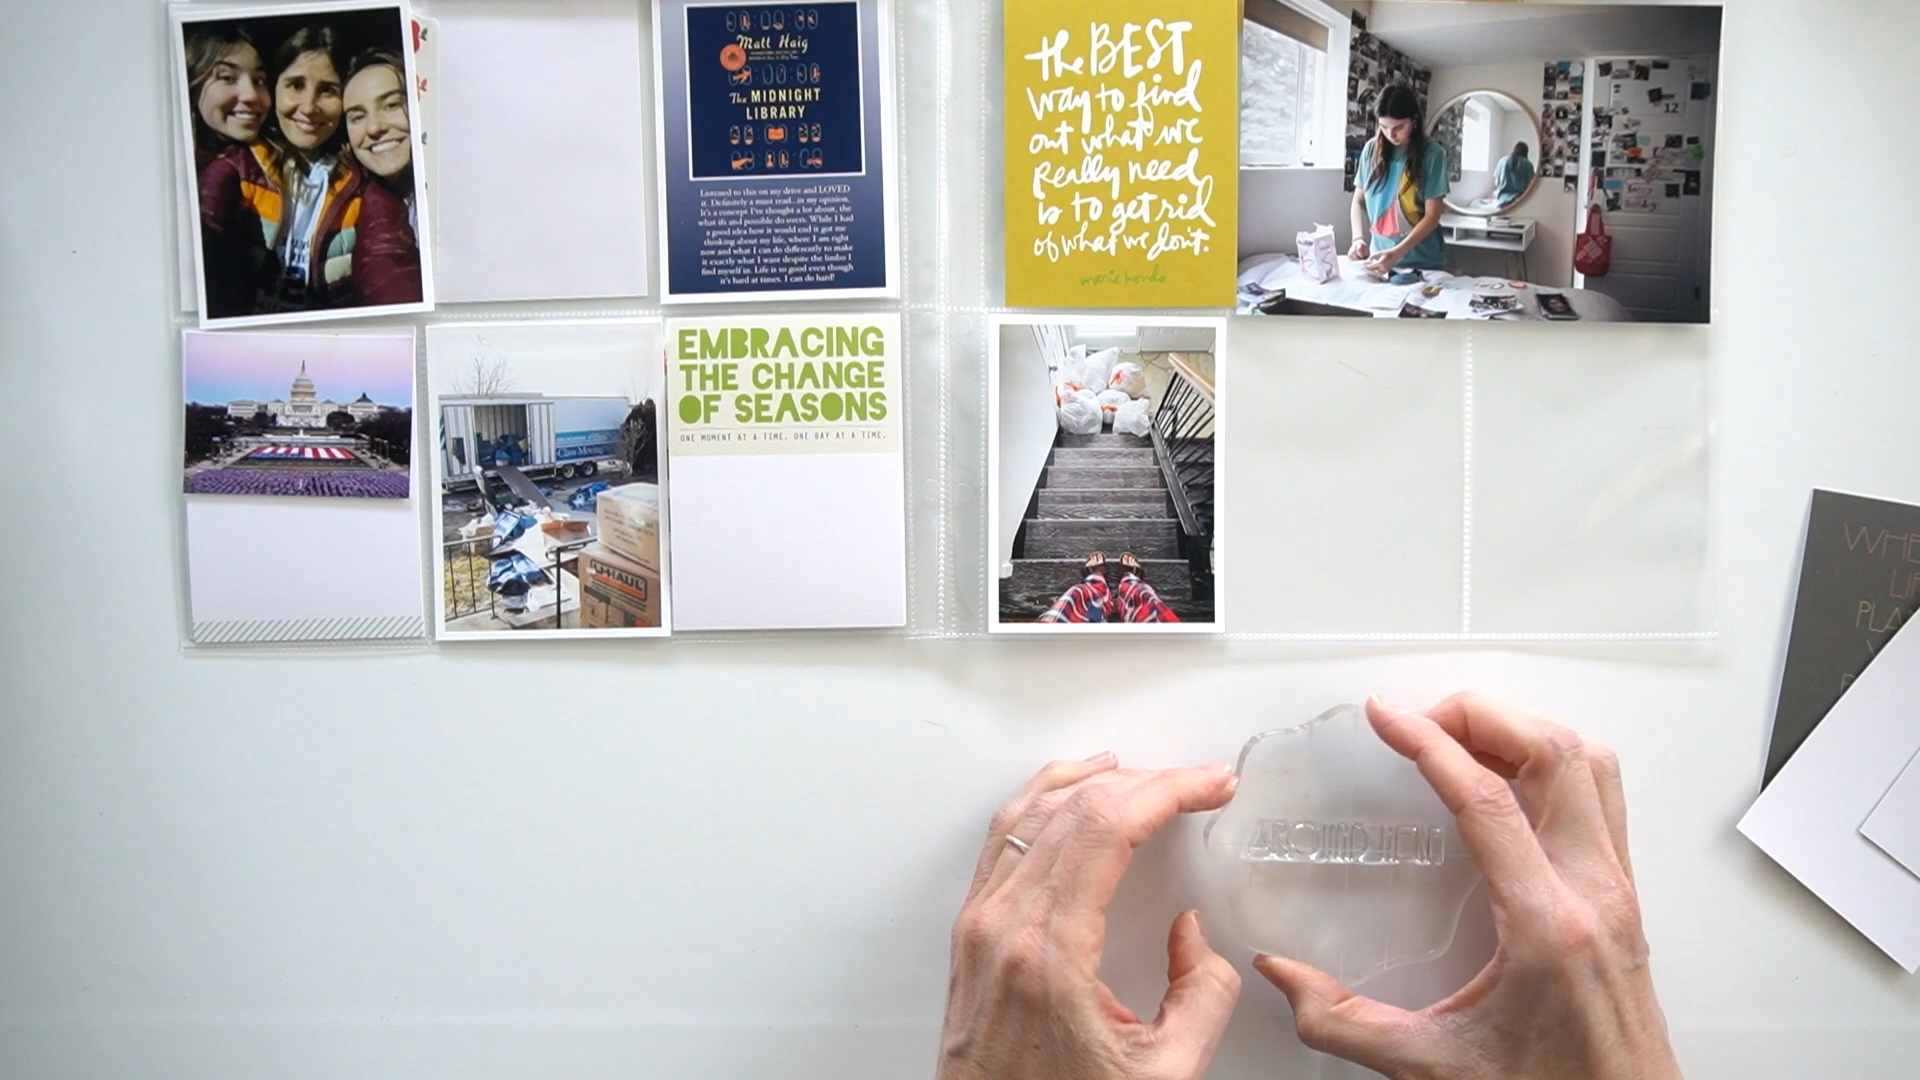 Matt Haig
The MIDNIGHT
LIBRARY
Listened to this on my drive and LOVED
it. Definitely a must read...in my opinion.
It's a concept I've thought a lot about, the
what ifs and possible do overs. While I had
a good idea how it would end it got me
thinking about my life, where I am right
now and what I can do differently to make
it exactly what I want despite the limbo I
find myself in. Life is so good even though
it's hard at times. I can do hard!
the BEST
way to find
out what we
really need
is to get rid
of what we don't.
marie kondo
12
EMBRACING
THE CHANGE
OF SEASONS
ONE MOMENT AT A TIME. ONE DAY AT A TIME.
-Class Moving
U-HAUL